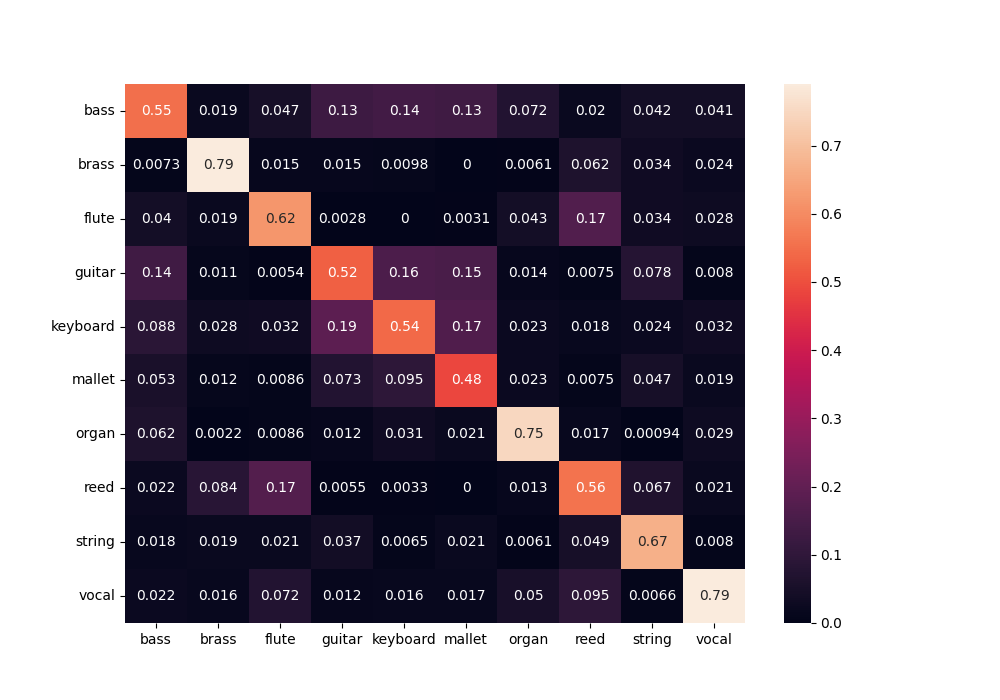 bass 0.55 0.019 0.047 0.13 0.14 0.13 0.072 0.02 0.042 0.041
brass 0.0073 0.79 0.015 0.015 0.0098 0 0.0061 0.062 0.034 0.024
0.7
flute 0.04 0.019 0.62 0.0028 0 0.0031 0.043 0.17 0.034 0.028
0.6
guitar 0.14 0.011 0.0054 0.52 0.16 0.15 0.014 0.0075 0.078 0.008
0.5
keyboard 0.088 0.028 0.032 0.19 0.54 0.17 0.023 0.018 0.024 0.032
0.4
mallet 0.053 0.012 0.0086 0.073 0.095 0.48 0.023 0.0075 0.047 0.019
0.3
organ 0.062 0.0022 0.0086 0.012 0.031 0.021 0.75 0.017 0.00094 0.029
reed 0.022 0.084 0.17 0.0055 0.0033 0 0.013 0.56 0.067 0.021
0.2
string 0.018 0.019 0.021 0.037 0.0065 0.021 0.0061 0.049 0.67 0.008
0.1
vocal 0.022 0.016 0.072 0.012 0.016 0.017 0.05 0.095 0.0066 0.79
0.0
bass brass flute guitar keyboard mallet organ reed string vocal